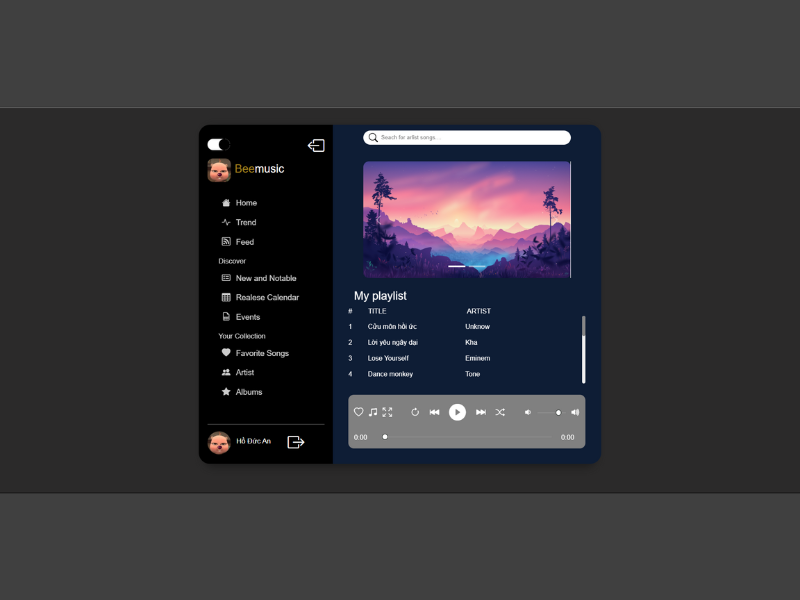 Seach for artist songs...
Beemusic
Home
Trend
Feed
Discover
New and Notable
Realese Calendar
Events
Your Collection
Favorite Songs
Artist
Albums
Hồ Đức An
My playlist
# TITLE ARTIST
1 Cửu môn hồi ức Unknow
2 Lời yêu ngây dại Kha
3 Lose Yourself Eminem
4 Dance monkey Tone
0:00 0:00